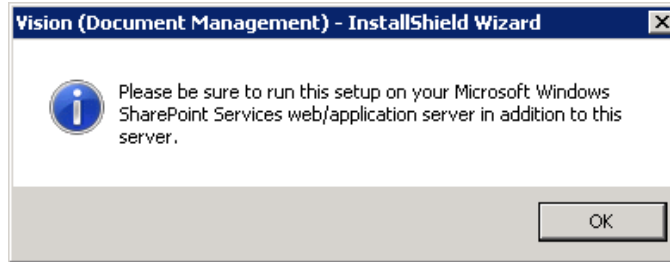 Vision (Document Management) - InstallShield Wizard
Please be sure to run this setup on your Microsoft Windows
SharePoint Services web/application server in addition to this
server.
OK